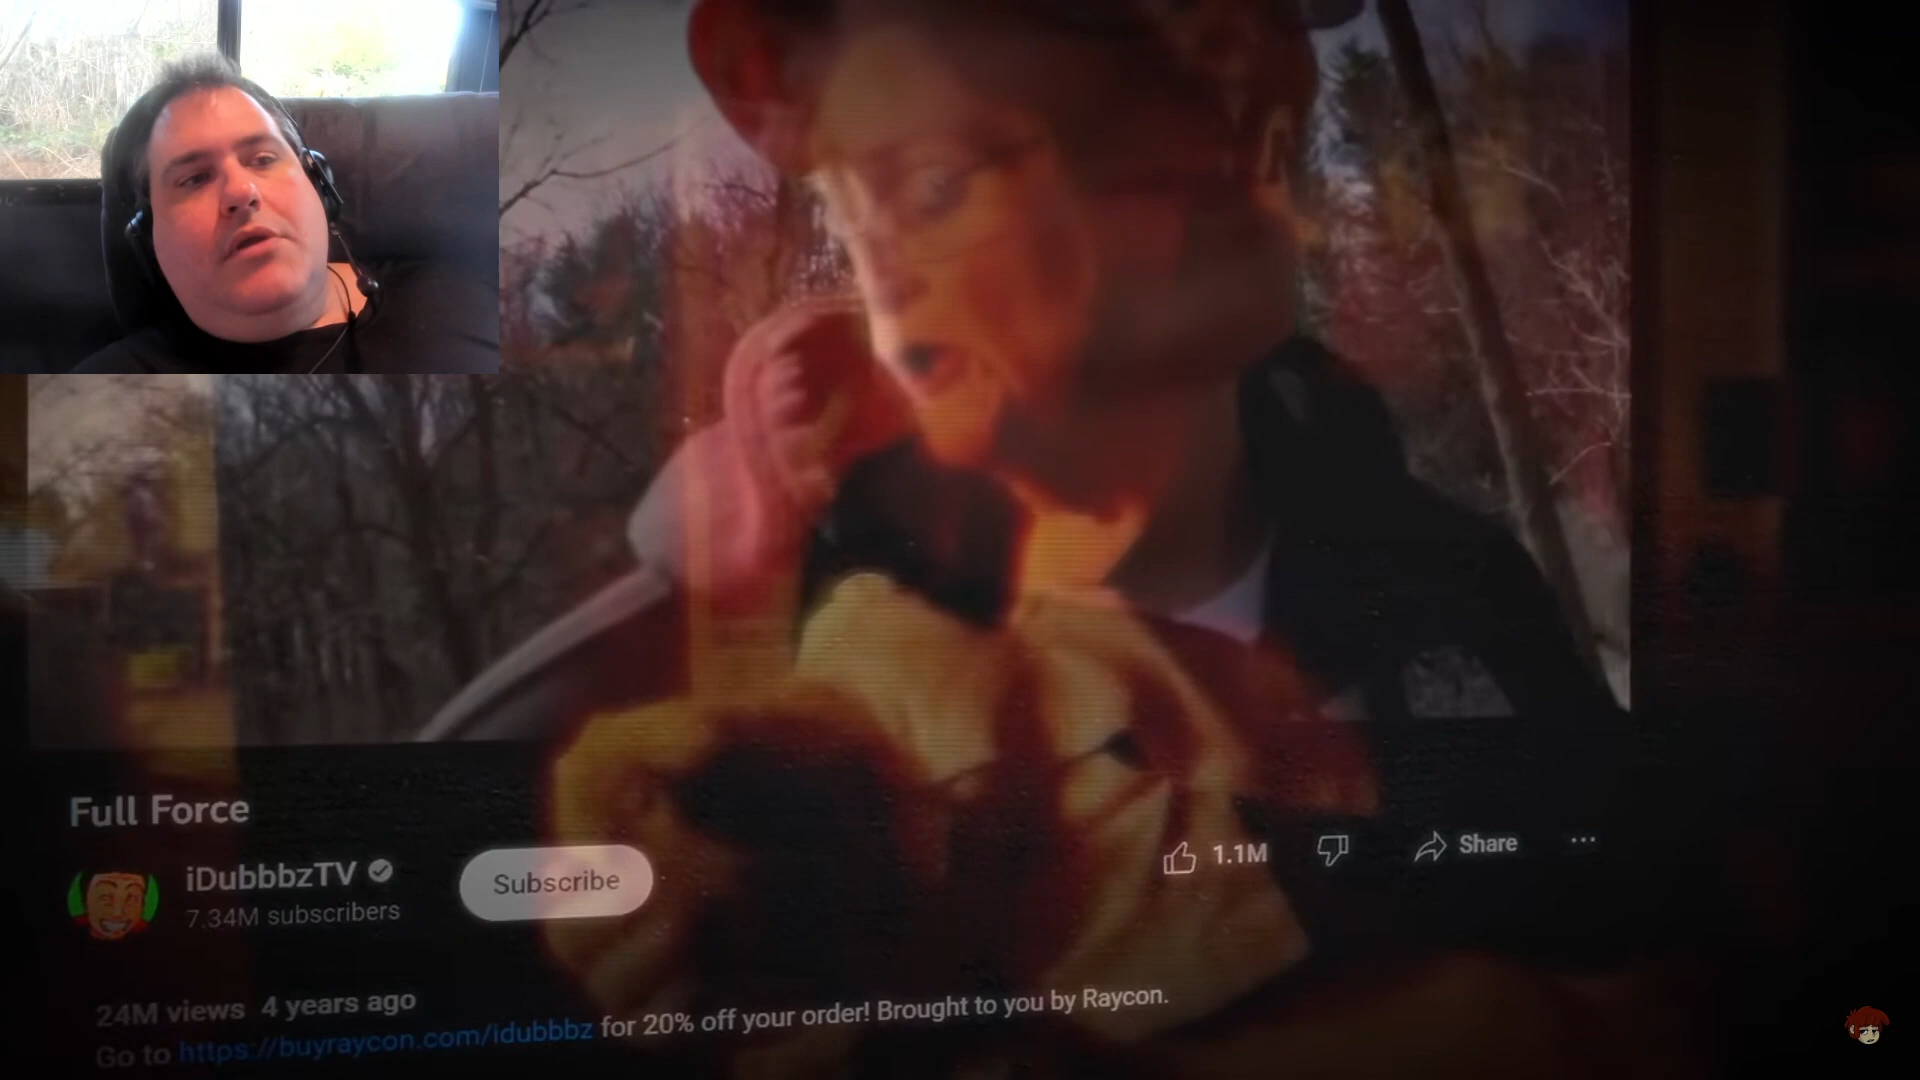 Full Force
iDubbbzTV
7.34M subscribers
Subscribe
1.1M
Share
24M views 4 years ago
Go to https://buyraycon.com/idubbbz for 20% off your order! Brought to you by Raycon.